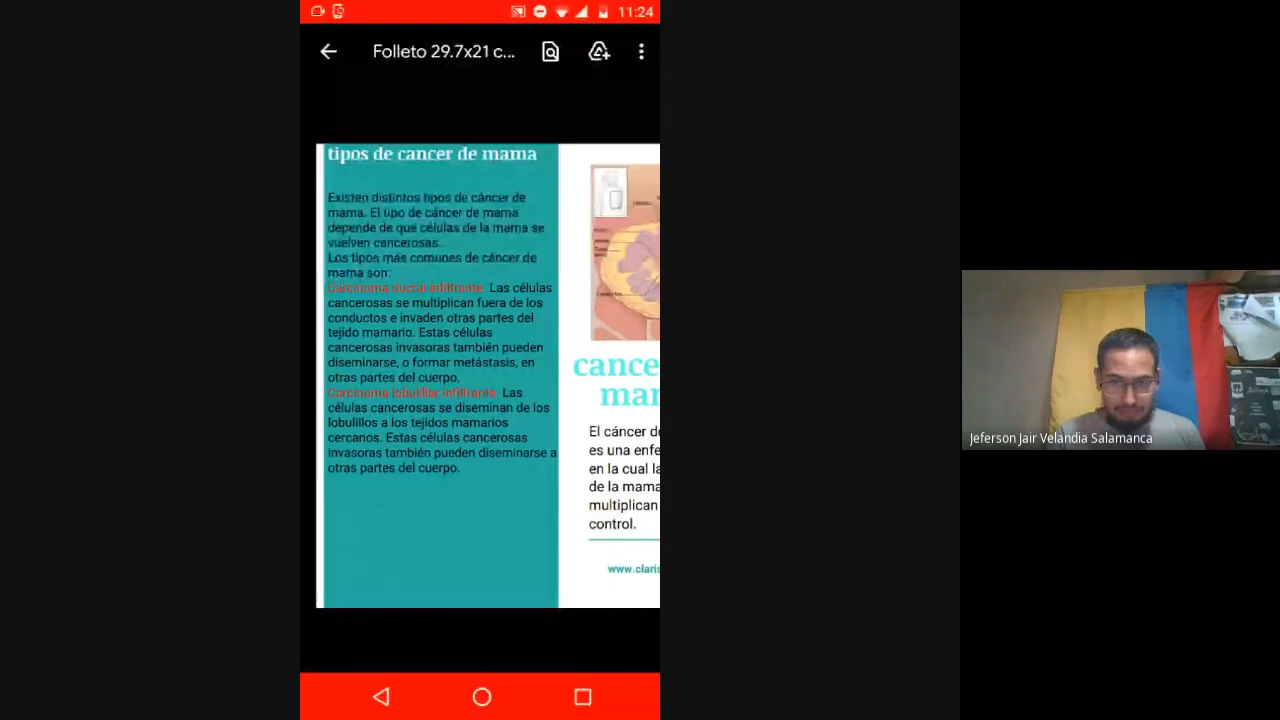 11:24
Folleto 29.7x21 c...
tipos de cancer de mama
Existen distintos tipos de cáncer de
mama. El tipo de cáncer de mama
depende de qué células de la mama se
vuelven cancerosas.
Los tipos más comunes de cáncer de
mama son:
Carcinoma ductal infiltrante. Las células
cancerosas se multiplican fuera de los
conductos e invaden otras partes del
tejido mamario. Estas células
cancerosas invasoras también pueden
diseminarse, o formar metástasis, en
otras partes del cuerpo.
Carcinoma lobulillar infiltrante. Las
células cancerosas se diseminan de los
lobulillos a los tejidos mamarios
cercanos. Estas células cancerosas
invasoras también pueden diseminarse a
otras partes del cuerpo.
cance
mar
El cáncer de
es una enfe
en la cual la
de la mama
multiplican
control.
www.claris
Jeferson Jair Velandia Salamanca